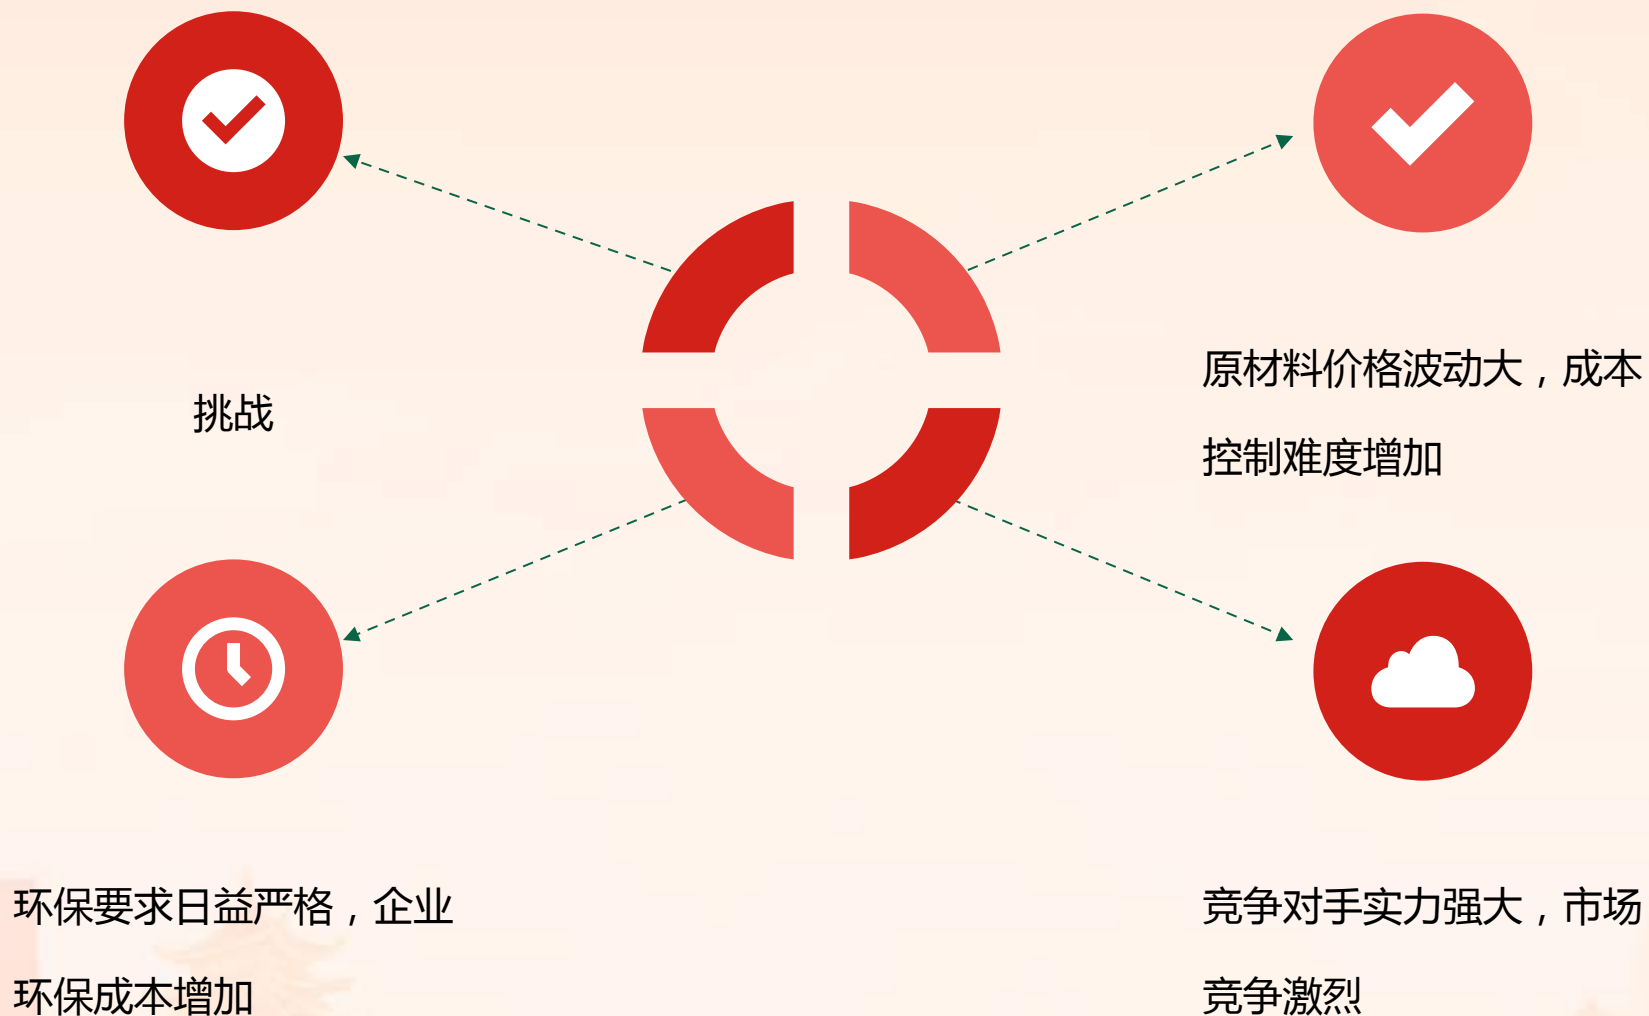 挑战
原材料价格波动大，成本
控制难度增加
环保要求日益严格，企业
环保成本增加
竞争对手实力强大，市场
竞争激烈